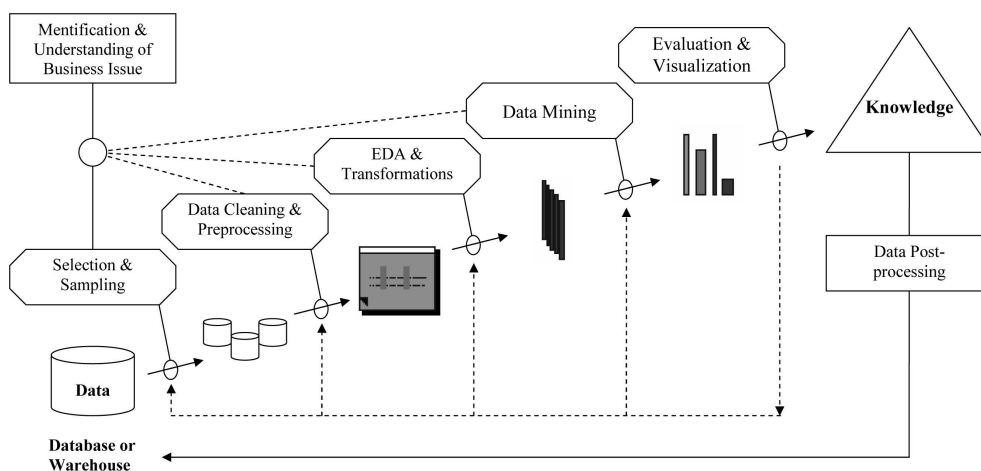 Mentification &
Understanding of
Business Issue
Evaluation &
Visualization
Knowledge
Data Mining
EDA &
Transformations
Data Cleaning &
Preprocessing
Selection &
Sampling
Data Post-
processing
Data
Database or
Warehouse